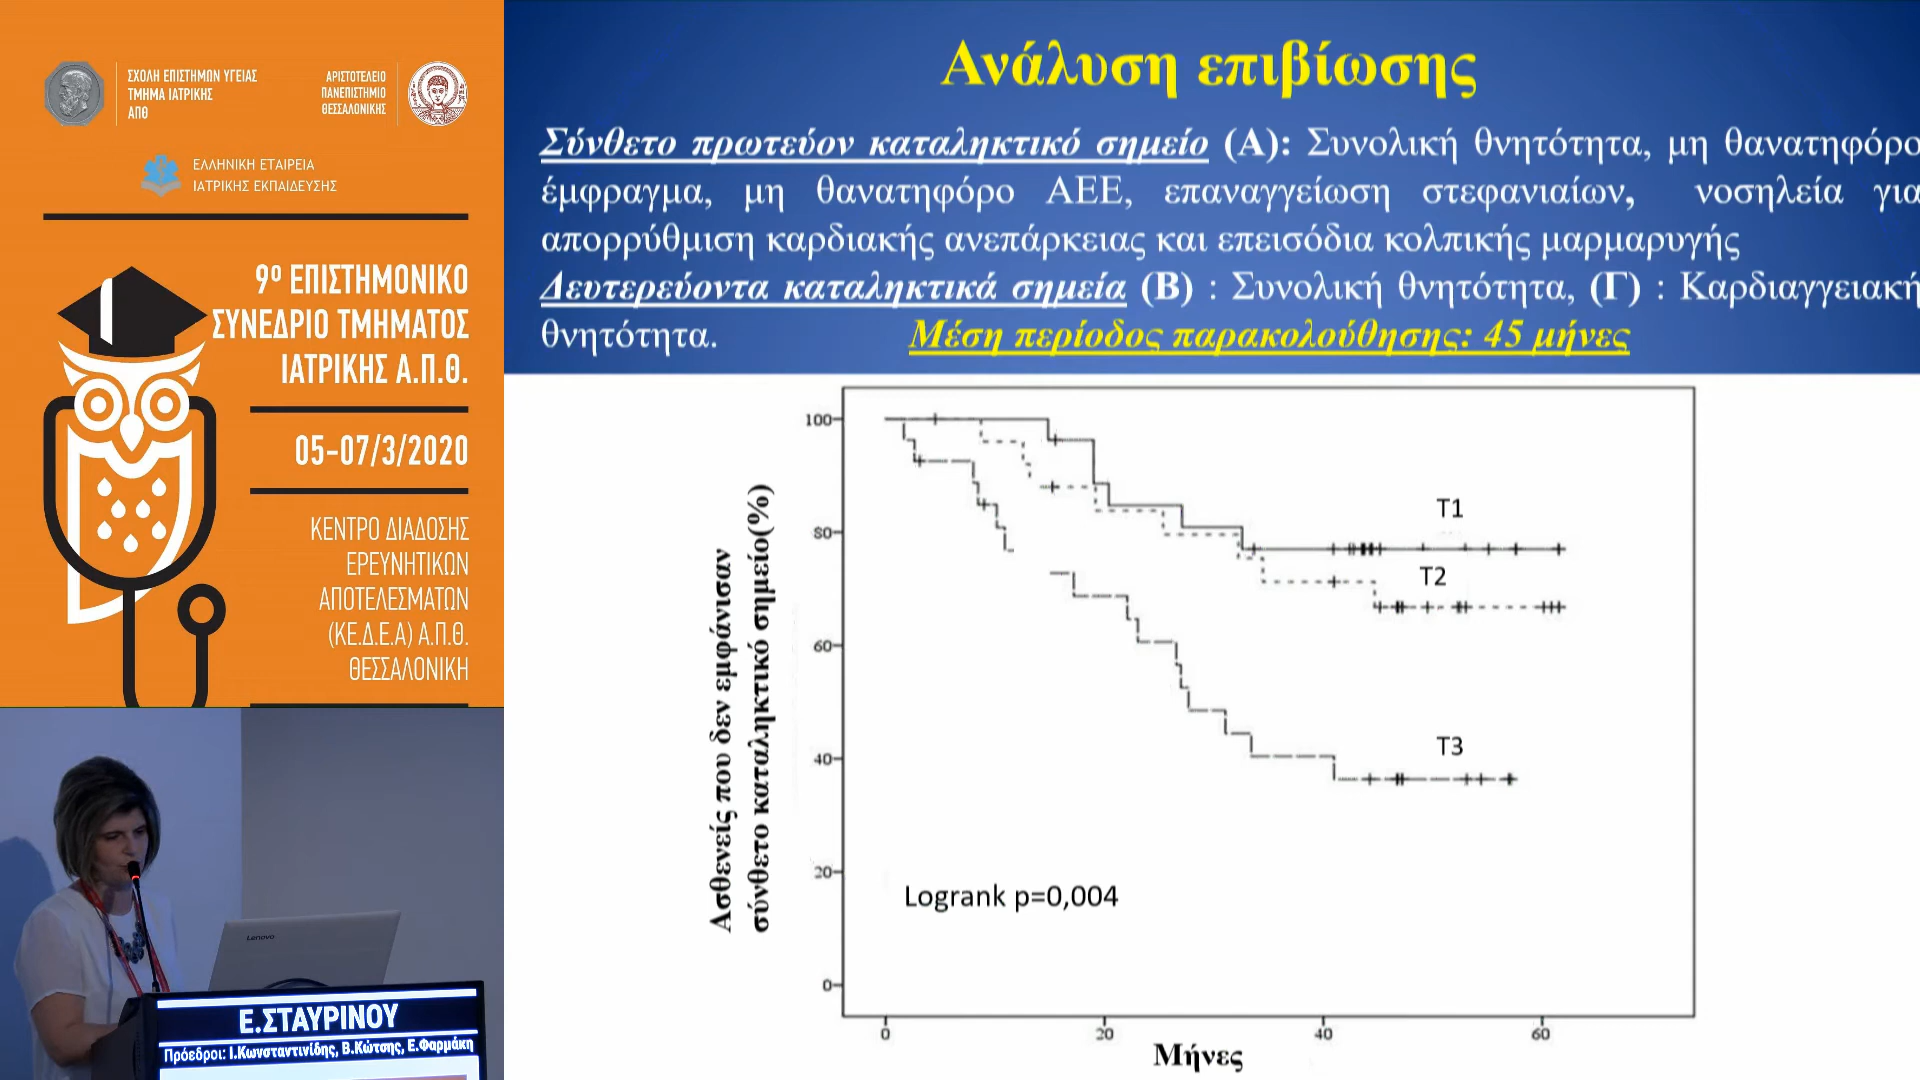 ΣΧΟΛΗ ΕΠΙΣΤΗΜΩΝ ΥΓΕΙΑΣ
ΤΜΗΜΑ ΙΑΤΡΙΚΗΣ
ΑΠΘ
ΑΡΙΣΤΟΤΕΛΕΙΟ
ΠΑΝΕΠΙΣΤΗΜΙΟ
ΘΕΣΣΑΛΟΝΙΚΗΣ
ΕΛΛΗΝΙΚΗ ΕΤΑΙΡΕΙΑ
ΙΑΤΡΙΚΗΣ ΕΚΠΑΙΔΕΥΣΗΣ
9º ΕΠΙΣΤΗΜΟΝΙΚΟ
ΣΥΝΕΔΡΙΟ ΤΜΗΜΑΤΟΣ
ΙΑΤΡΙΚΗΣ Α.Π.Θ.
05-07/3/2020
ΚΕΝΤΡΟ ΔΙΑΔΟΣΗΣ
ΕΡΕΥΝΗΤΙΚΩΝ
ΑΠΟΤΕΛΕΣΜΑΤΩΝ
(ΚΕ.Δ.Ε.Α) Α.Π.Θ.
ΘΕΣΣΑΛΟΝΙΚΗ
Lenovo
Ε.ΣΤΑΥΡΙΝΟΥ
Πρόεδροι: Ι.Κωνσταντινίδης, Β.Κώτσης, Ε.Φαρμάκη
Ανάλυση επιβίωσης
Σύνθετο πρωτεύον καταληκτικό σημείο (Α): Συνολική θνητότητα, μη θανατηφόρο
έμφραγμα, μη θανατηφόρο ΑΕΕ, επαναγγείωση στεφανιαίων, νοσηλεία για
απορρύθμιση καρδιακής ανεπάρκειας και επεισόδια κολπικής μαρμαρυγής
Δευτερεύοντα καταληκτικά σημεία (Β) : Συνολική θνητότητα, (Γ) : Καρδιαγγειακή
θνητότητα. Μέση περίοδος παρακολούθησης: 45 μήνες
Ασθενείς που δεν εμφάνισαν
σύνθετο καταληκτικό σημείο(%)
100
80
60
40
20
0
T1
T2
T3
Logrank p=0,004
0 20 40 60
Μήνες